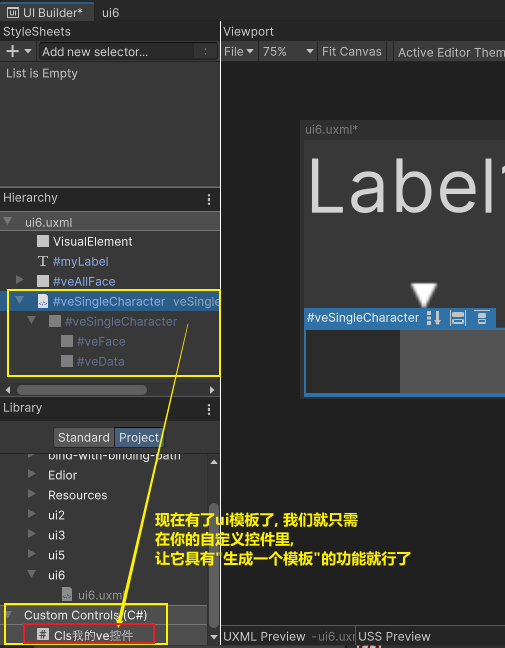 UI Builder* ui6
StyleSheets
Add new selector...
List is Empty
Hierarchy
ui6.uxml
VisualElement
#myLabel
#veAllFace
#veSingleCharacter veSingle
#veSingleCharacter
#veFace
#veData
Library
Standard Project
bind-with-binding-path
Edior
Resources
ui2
ui3
ui5
ui6
ui6.uxml
Custom Controls (C#)
Cls我的ve控件
Viewport
File 75% Fit Canvas Active Editor Them
ui6.uxml*
Label
#veSingleCharacter
现在有了ui模板了, 我们就只需
在你的自定义控件里,
让它具有"生成一个模板"的功能就行了
UXML Preview - ui6.ux USS Preview